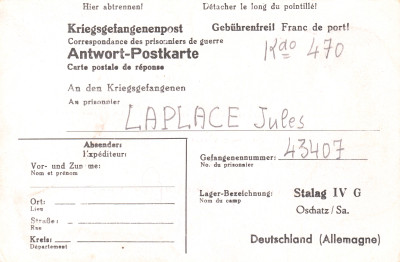 Hier abtrennen! Détacher le long du pointillé!
Kriegsgefangenenpost Gebührenfrei! Franc de port!
Correspondance des prisonniers de guerre
Antwort-Postkarte Kdo 470
Carte postale de réponse
An den Kriegsgefangenen
Au prisonnier
LAPLACE Jules
Absender:
l'Expéditeur:
Vor- und Zuname:
Nom et prénom
Ort:
Lieu
Straße:
Rue
Kreis:
Département
Gefangenennummer: 43407
No. du prisonnier
Lager-Bezeichnung: Stalag IV G
Nom du camp Oschatz/Sa.
Deutschland (Allemagne)